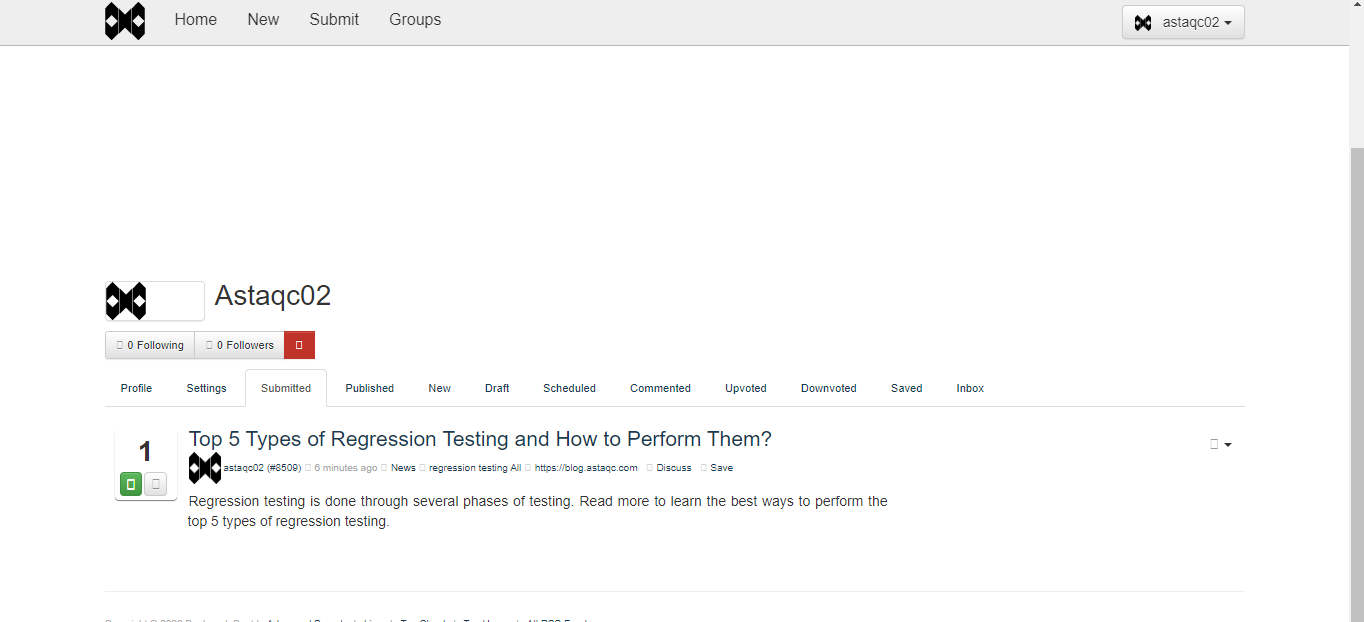 Home New Submit Groups astaqc02
Astaqc02
0 Following 0 Followers
Profile Settings Submitted Published New Draft Scheduled Commented Upvoted Downvoted Saved Inbox
1
Top 5 Types of Regression Testing and How to Perform Them?
astaqc02 (#8509) 6 minutes ago News regression testing All https://blog.astaqc.com Discuss Save
Regression testing is done through several phases of testing. Read more to learn the best ways to perform the
top 5 types of regression testing.